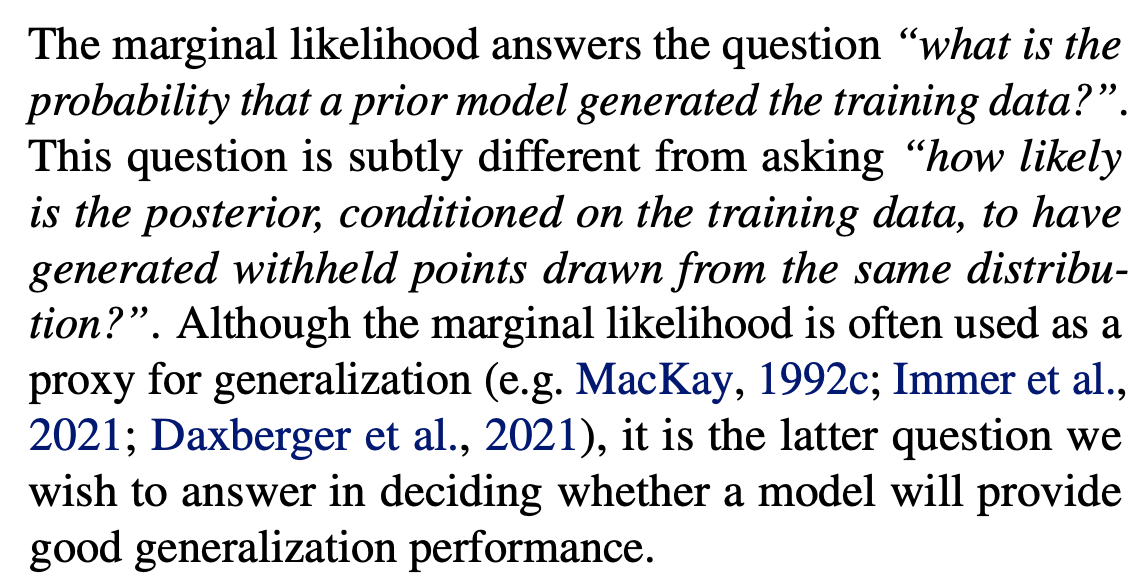 The marginal likelihood answers the question “what is the
probability that a prior model generated the training data?”.
This question is subtly different from asking “how likely
is the posterior, conditioned on the training data, to have
generated withheld points drawn from the same distribu-
tion?”. Although the marginal likelihood is often used as a
proxy for generalization (e.g. MacKay, 1992c; Immer et al.,
2021; Daxberger et al., 2021), it is the latter question we
wish to answer in deciding whether a model will provide
good generalization performance.